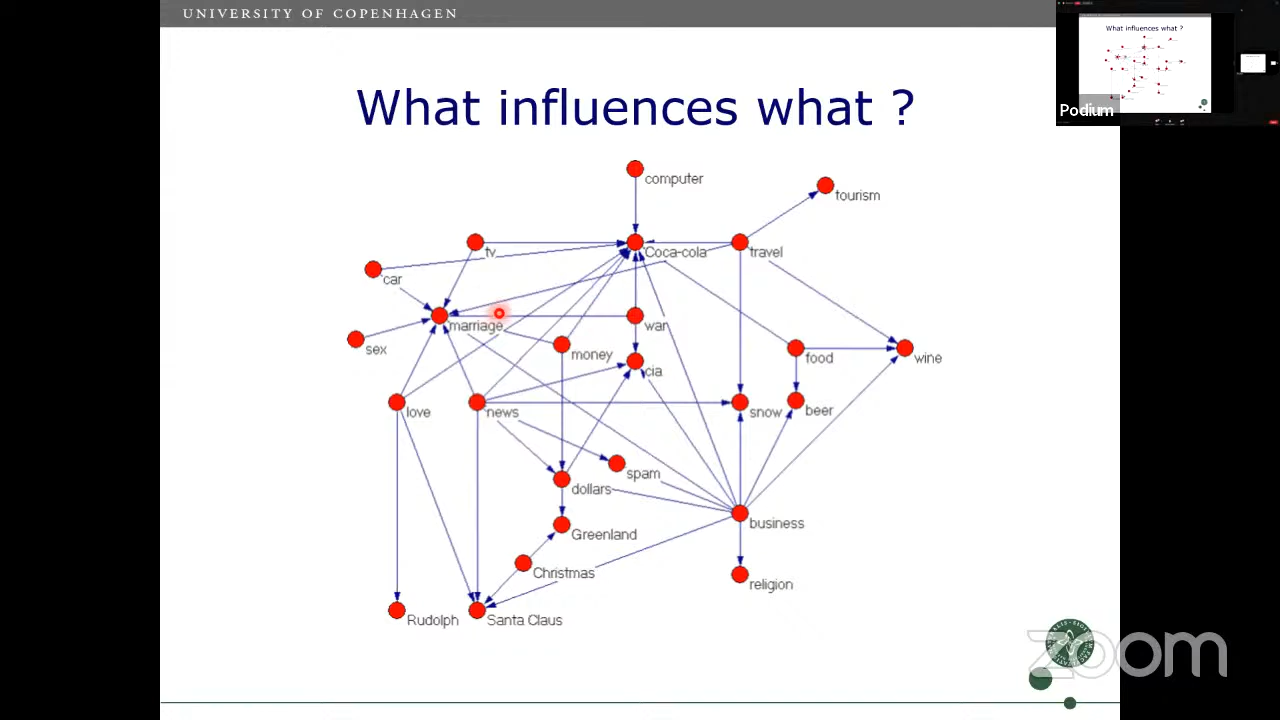 UNIVERSITY OF COPENHAGEN
What influences what ?
What influences what ?
Podium
computer
tourism
tv
Coca-cola
travel
car
marriage
war
sex
money
cia
food
wine
love
news
snow
beer
spam
dollars
business
Greenland
Christmas
religion
Rudolph
Santa Claus
zoom